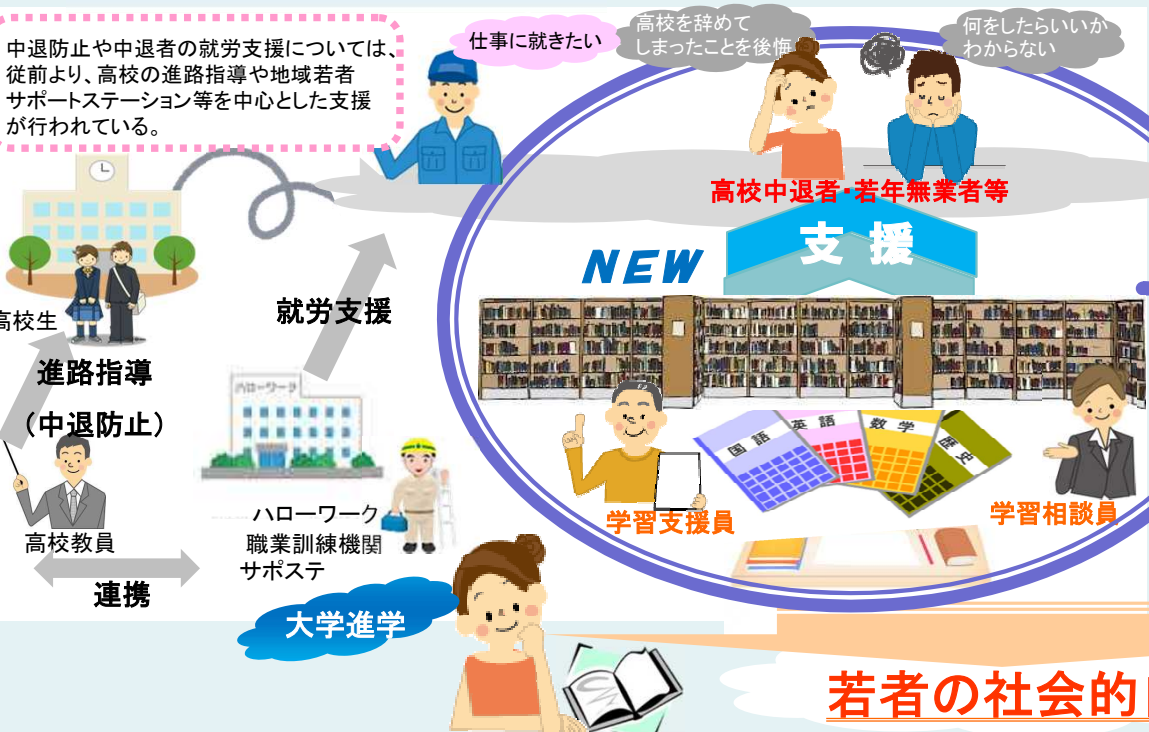 中退防止や中退者の就労支援については、
従前より、高校の進路指導や地域若者
サポートステーション等を中心とした支援
が行われている。
仕事に就きたい
高校を辞めて
しまったことを後悔
何をしたらいいか
わからない
高校中退者・若年無業者等
支援
NEW
就労支援
高校生
進路指導
（中退防止）
ハローワーク
国語
英語
数学
歴史
学習支援員
学習相談員
高校教員
ハローワーク
職業訓練機関
サポステ
連携
大学進学
若者の社会的